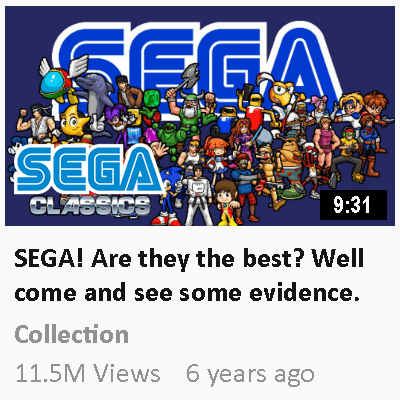 SEGA
SEGA
CLASSICS
9:31
SEGA! Are they the best? Well
come and see some evidence.
Collection
11.5M Views 6 years ago